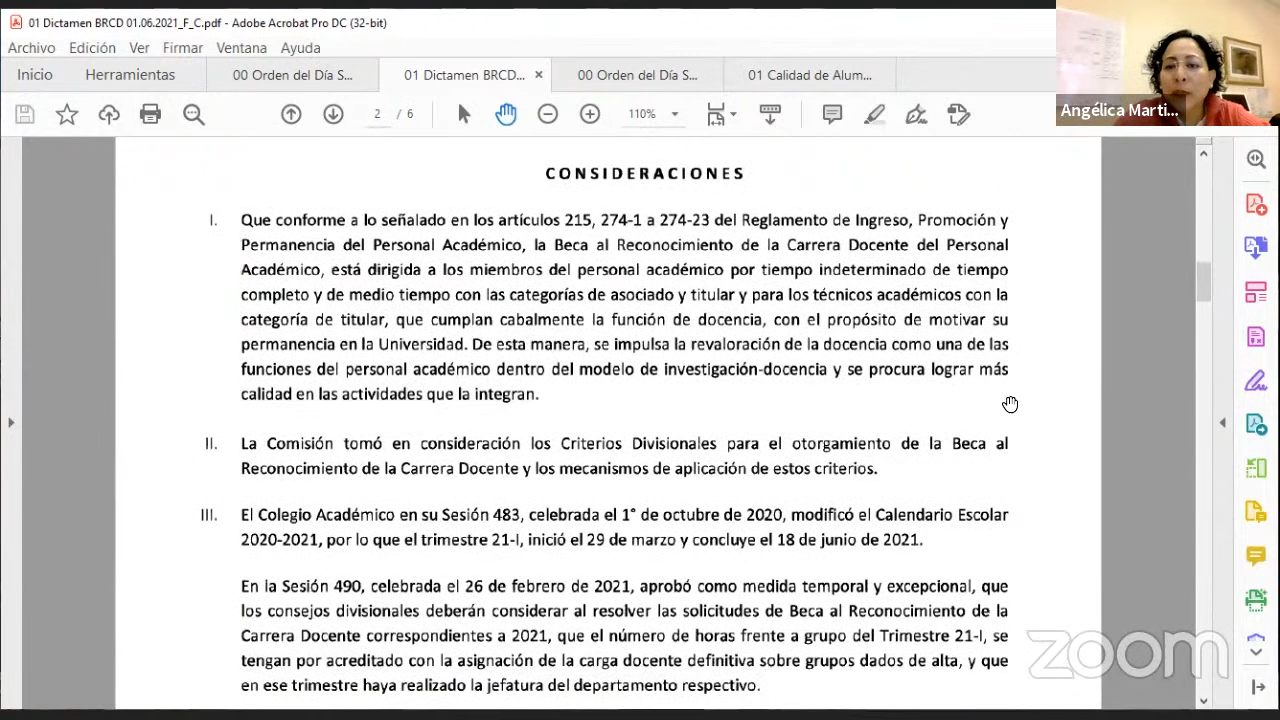 01 Dictamen BRCD 01.06.2021_F_C.pdf - Adobe Acrobat Pro DC (32-bit)
Archivo Edición Ver Firmar Ventana Ayuda
Inicio Herramientas 00 Orden del Día S... 01 Dictamen BRCD... × 00 Orden del Día S... 01 Calidad de Alum...
2 / 6 110%
Angélica Marti...
CONSIDERACIONES
I. Que conforme a lo señalado en los artículos 215, 274-1 a 274-23 del Reglamento de Ingreso, Promoción y
Permanencia del Personal Académico, la Beca al Reconocimiento de la Carrera Docente del Personal
Académico, está dirigida a los miembros del personal académico por tiempo indeterminado de tiempo
completo y de medio tiempo con las categorías de asociado y titular y para los técnicos académicos con la
categoría de titular, que cumplan cabalmente la función de docencia, con el propósito de motivar su
permanencia en la Universidad. De esta manera, se impulsa la revaloración de la docencia como una de las
funciones del personal académico dentro del modelo de investigación-docencia y se procura lograr más
calidad en las actividades que la integran.
II. La Comisión tomó en consideración los Criterios Divisionales para el otorgamiento de la Beca al
Reconocimiento de la Carrera Docente y los mecanismos de aplicación de estos criterios.
III. El Colegio Académico en su Sesión 483, celebrada el 1° de octubre de 2020, modificó el Calendario Escolar
2020-2021, por lo que el trimestre 21-I, inició el 29 de marzo y concluye el 18 de junio de 2021.
En la Sesión 490, celebrada el 26 de febrero de 2021, aprobó como medida temporal y excepcional, que
los consejos divisionales deberán considerar al resolver las solicitudes de Beca al Reconocimiento de la
Carrera Docente correspondientes a 2021, que el número de horas frente a grupo del Trimestre 21-I, se
tengan por acreditado con la asignación de la carga docente definitiva sobre grupos dados de alta, y que
en ese trimestre haya realizado la jefatura del departamento respectivo.
zoom